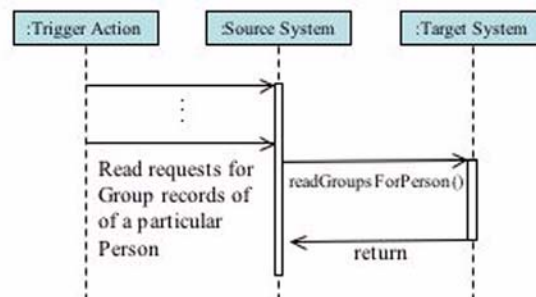 :Trigger Action
:Source System
:Target System
Read requests for
Group records of
of a particular
Person
readGroupsForPerson()
return